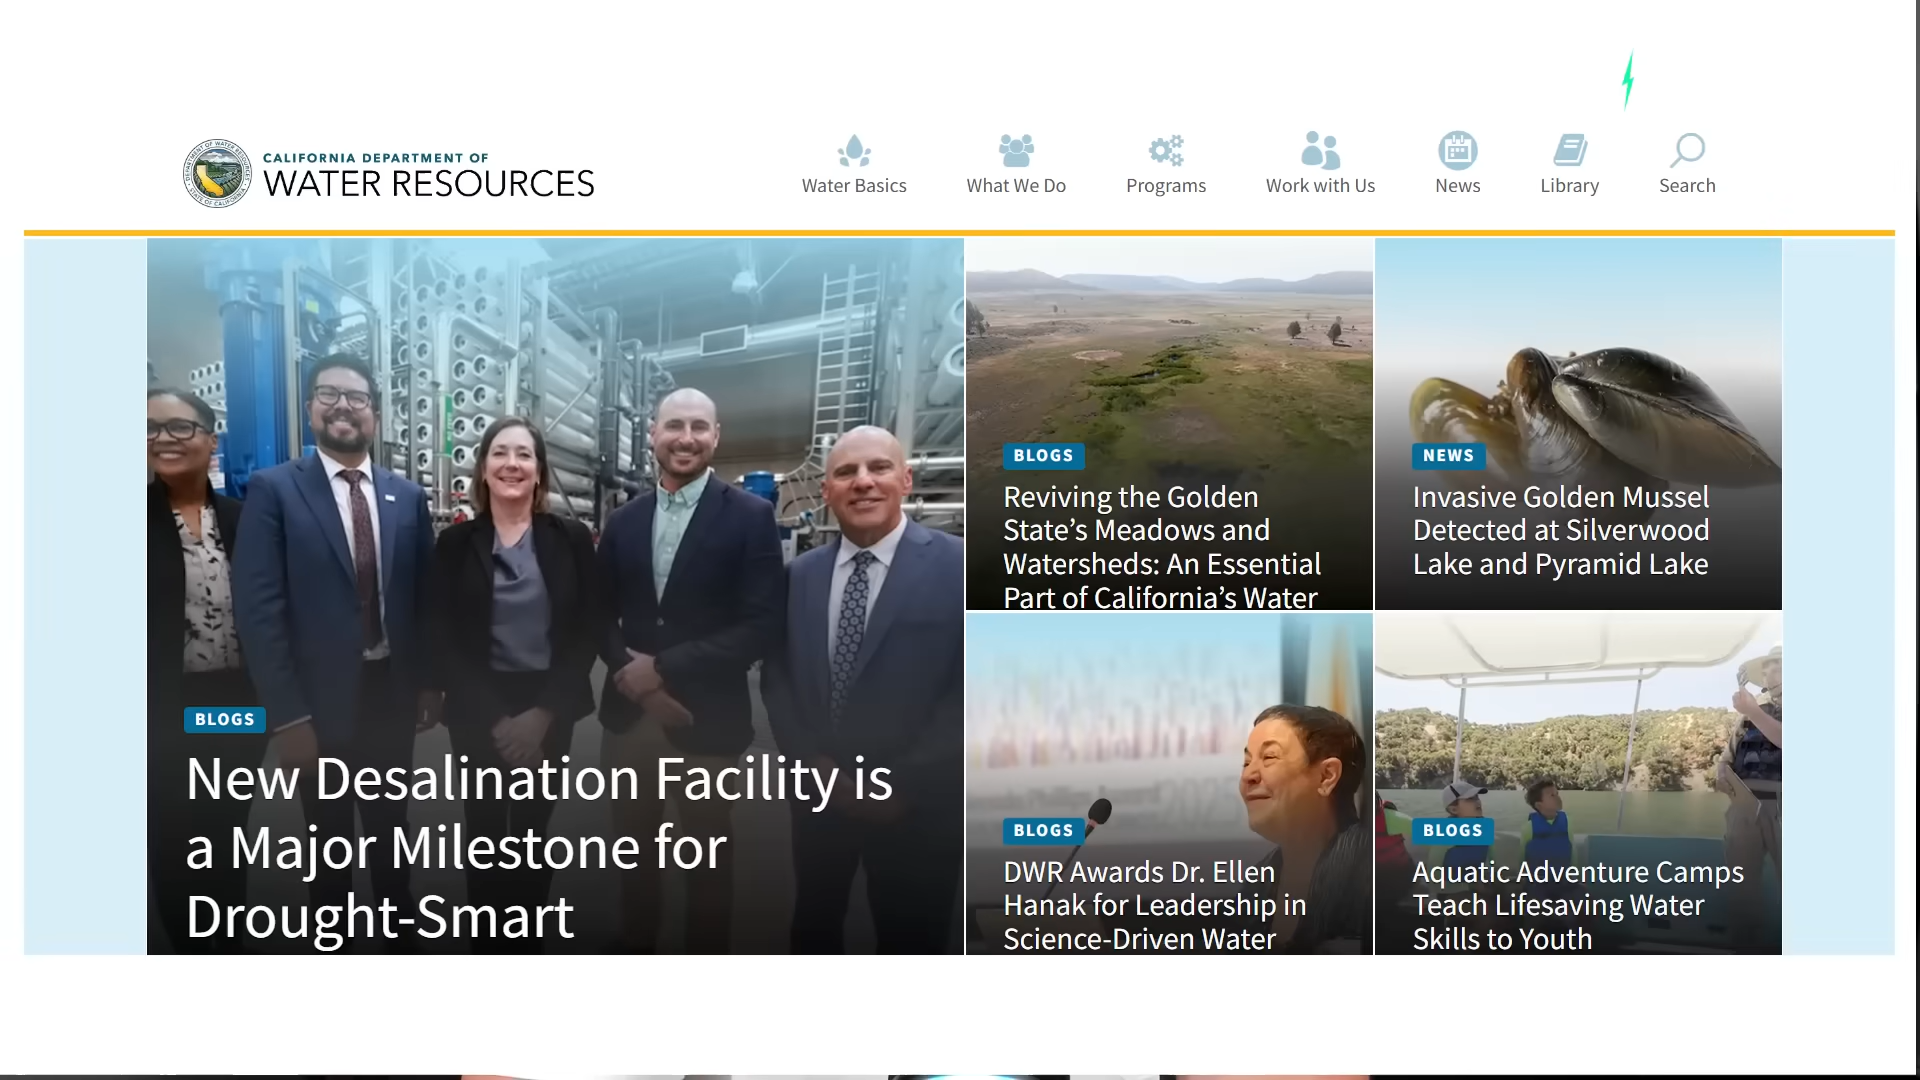 CALIFORNIA DEPARTMENT OF
WATER RESOURCES
Water Basics
What We Do
Programs
Work with Us
News
Library
Search
BLOGS
New Desalination Facility is
a Major Milestone for
Drought-Smart
BLOGS
Reviving the Golden
State’s Meadows and
Watersheds: An Essential
Part of California’s Water
NEWS
Invasive Golden Mussel
Detected at Silverwood
Lake and Pyramid Lake
BLOGS
DWR Awards Dr. Ellen
Hanak for Leadership in
Science-Driven Water
BLOGS
Aquatic Adventure Camps
Teach Lifesaving Water
Skills to Youth